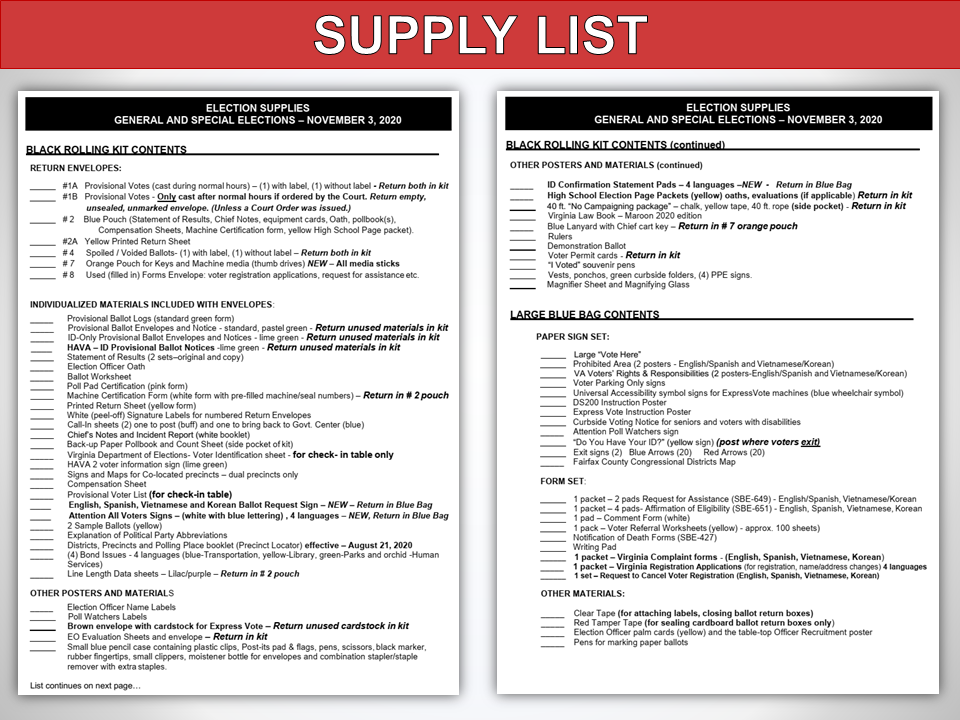 SUPPLY LIST
ELECTION SUPPLIES
GENERAL AND SPECIAL ELECTIONS – NOVEMBER 3, 2020
BLACK ROLLING KIT CONTENTS
RETURN ENVELOPES:
_____ #1A Provisional Votes (cast during normal hours) – (1) with label, (1) without label - Return both in kit
_____ #1B Provisional Votes - Only cast after normal hours if ordered by the Court. Return empty,
unsealed, unmarked envelope. (Unless a Court Order was issued.)
_____ # 2 Blue Pouch (Statement of Results, Chief Notes, equipment cards, Oath, pollbook(s),
Compensation Sheets, Machine Certification form, yellow High School Page packet).
_____ #2A Yellow Printed Return Sheet
_____ # 4 Spoiled / Voided Ballots- (1) with label, (1) without label – Return both in kit
_____ # 7 Orange Pouch for Keys and Machine media (thumb drives) NEW – All media sticks
_____ # 8 Used (filled in) Forms Envelope: voter registration applications, request for assistance etc.
INDIVIDUALIZED MATERIALS INCLUDED WITH ENVELOPES:
_____ Provisional Ballot Logs (standard green form)
_____ Provisional Ballot Envelopes and Notice - standard, pastel green - Return unused materials in kit
_____ ID-Only Provisional Ballot Envelopes and Notices - lime green - Return unused materials in kit
_____ HAVA – ID Provisional Ballot Notices -lime green - Return unused materials in kit
_____ Statement of Results (2 sets–original and copy)
_____ Election Officer Oath
_____ Ballot Worksheet
_____ Poll Pad Certification (pink form)
_____ Machine Certification Form (white form with pre-filled machine/seal numbers) – Return in # 2 pouch
_____ Printed Return Sheet (yellow form)
_____ White (peel-off) Signature Labels for numbered Return Envelopes
_____ Call-In sheets (2) one to post (buff) and one to bring back to Govt. Center (blue)
_____ Chief's Notes and Incident Report (white booklet)
_____ Back-up Paper Pollbook and Count Sheet (side pocket of kit)
_____ Virginia Department of Elections- Voter Identification sheet - for check- in table only
_____ HAVA 2 voter information sign (lime green)
_____ Signs and Maps for Co-located precincts – dual precincts only
_____ Compensation Sheet
_____ Provisional Voter List (for check-in table)
_____ English, Spanish, Vietnamese and Korean Ballot Request Sign – NEW – Return in Blue Bag
_____ Attention All Voters Signs – (white with blue lettering) , 4 languages – NEW, Return in Blue Bag
_____ 2 Sample Ballots (yellow)
_____ Explanation of Political Party Abbreviations
_____ Districts, Precincts and Polling Place booklet (Precinct Locator) effective – August 21, 2020
_____ (4) Bond Issues - 4 languages (blue-Transportation, yellow-Library, green-Parks and orchid -Human
Services)
_____ Line Length Data sheets – Lilac/purple – Return in # 2 pouch
OTHER POSTERS AND MATERIALS
_____ Election Officer Name Labels
_____ Poll Watchers Labels
_____ Brown envelope with cardstock for Express Vote – Return unused cardstock in kit
_____ EO Evaluation Sheets and envelope – Return in kit
_____ Small blue pencil case containing plastic clips, Post-its pad & flags, pens, scissors, black marker,
rubber fingertips, small clippers, moistener bottle for envelopes and combination stapler/staple
remover with extra staples.
List continues on next page…
ELECTION SUPPLIES
GENERAL AND SPECIAL ELECTIONS – NOVEMBER 3, 2020
BLACK ROLLING KIT CONTENTS (continued)
OTHER POSTERS AND MATERIALS (continued)
_____ ID Confirmation Statement Pads – 4 languages –NEW - Return in Blue Bag
_____ High School Election Page Packets (yellow) oaths, evaluations (if applicable) Return in kit
_____ 40 ft. “No Campaigning package” – chalk, yellow tape, 40 ft. rope (side pocket) - Return in kit
_____ Virginia Law Book – Maroon 2020 edition
_____ Blue Lanyard with Chief cart key – Return in # 7 orange pouch
_____ Rulers
_____ Demonstration Ballot
_____ Voter Permit cards - Return in kit
_____ “I Voted” souvenir pens
_____ Vests, ponchos, green curbside folders, (4) PPE signs.
_____ Magnifier Sheet and Magnifying Glass
LARGE BLUE BAG CONTENTS
PAPER SIGN SET:
_____ Large “Vote Here”
_____ Prohibited Area (2 posters - English/Spanish and Vietnamese/Korean)
_____ VA Voters’ Rights & Responsibilities (2 posters-English/Spanish and Vietnamese/Korean)
_____ Voter Parking Only signs
_____ Universal Accessibility symbol signs for ExpressVote machines (blue wheelchair symbol)
_____ DS200 Instruction Poster
_____ Express Vote Instruction Poster
_____ Curbside Voting Notice for seniors and voters with disabilities
_____ Attention Poll Watchers sign
_____ “Do You Have Your ID?” (yellow sign) (post where voters exit)
_____ Exit signs (2) Blue Arrows (20) Red Arrows (20)
_____ Fairfax County Congressional Districts Map
FORM SET:
_____ 1 packet – 2 pads Request for Assistance (SBE-649) - English/Spanish, Vietnamese/Korean
_____ 1 packet – 4 pads- Affirmation of Eligibility (SBE-651) - English, Spanish, Vietnamese, Korean
_____ 1 pad – Comment Form (white)
_____ 1 pack – Voter Referral Worksheets (yellow) - approx. 100 sheets)
_____ Notification of Death Forms (SBE-427)
_____ Writing Pad
_____ 1 packet – Virginia Complaint forms - (English, Spanish, Vietnamese, Korean)
_____ 1 packet – Virginia Registration Applications (for registration, name/address changes) 4 languages
_____ 1 set – Request to Cancel Voter Registration (English, Spanish, Vietnamese, Korean)
OTHER MATERIALS:
_____ Clear Tape (for attaching labels, closing ballot return boxes)
_____ Red Tamper Tape (for sealing cardboard ballot return boxes only)
_____ Election Officer palm cards (yellow) and the table-top Officer Recruitment poster
_____ Pens for marking paper ballots